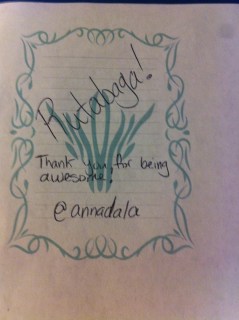 Rutabaga!
Thank you for being
awesome!
@annadala